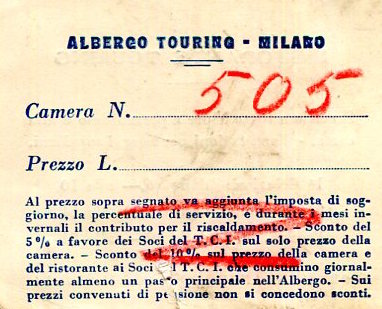 ALBERGO TOURING - MILANO
Camera N. 505
Prezzo L.
Al prezzo sopra segnato va aggiunta l'imposta di sog-
giorno, la percentuale di servizio, e durante i mesi in-
vernali il contributo per il riscaldamento. - Sconto del
5% a favore dei Soci del T. C. I. sul solo prezzo della
camera. - Sconto del 10% sul prezzo della camera e
del ristorante ai Soci T. C. I. che consumino giornal-
mente almeno un pasto principale nell'Albergo. - Sui
prezzi convenuti di pensione non si concedono sconti.